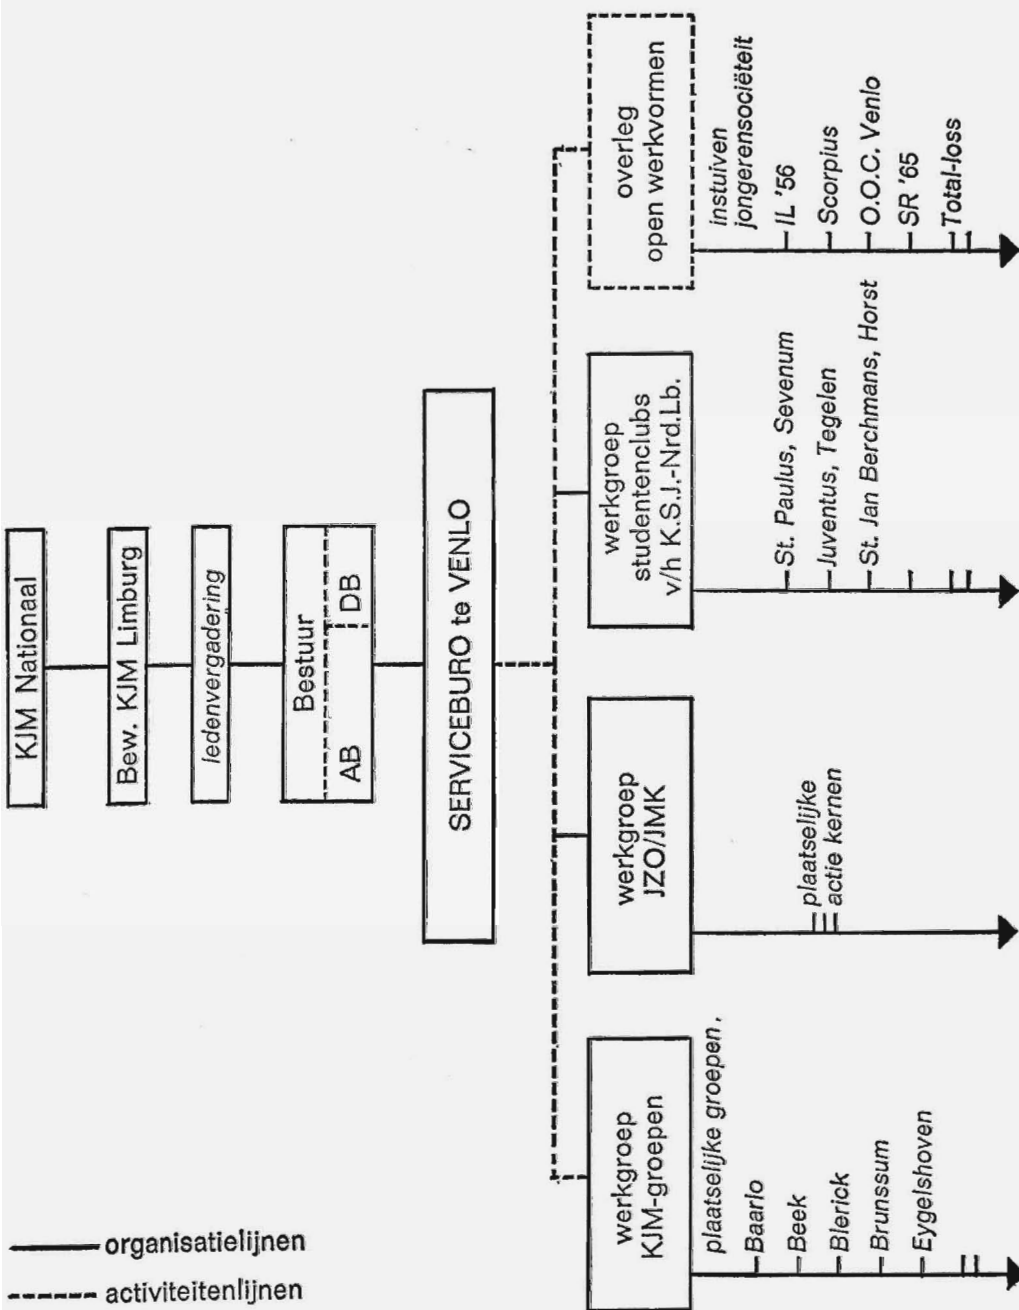 KJM Nationaal
Bew. KJM Limburg
ledenvergadering
Bestuur
AB
DB
SERVICEBURO te VENLO
werkgroep
KJM-groepen
plaatselijke groepen.
Baarlo
Beek
Blerick
Brunssum
Eygelshoven
werkgroep
JZO/JMK
plaatselijke
actie kernen
werkgroep
studentenclubs
v/h K.S.J.-Nrd.Lb.
St. Paulus, Sevenum
Juventus, Tegelen
St. Jan Berchmans, Horst
overleg
open werkvormen
instuiven
jongerensociëteit
IL '56
Scorpius
O.O.C. Venlo
SR '65
Total-loss
organisatielijnen
activiteitenlijnen